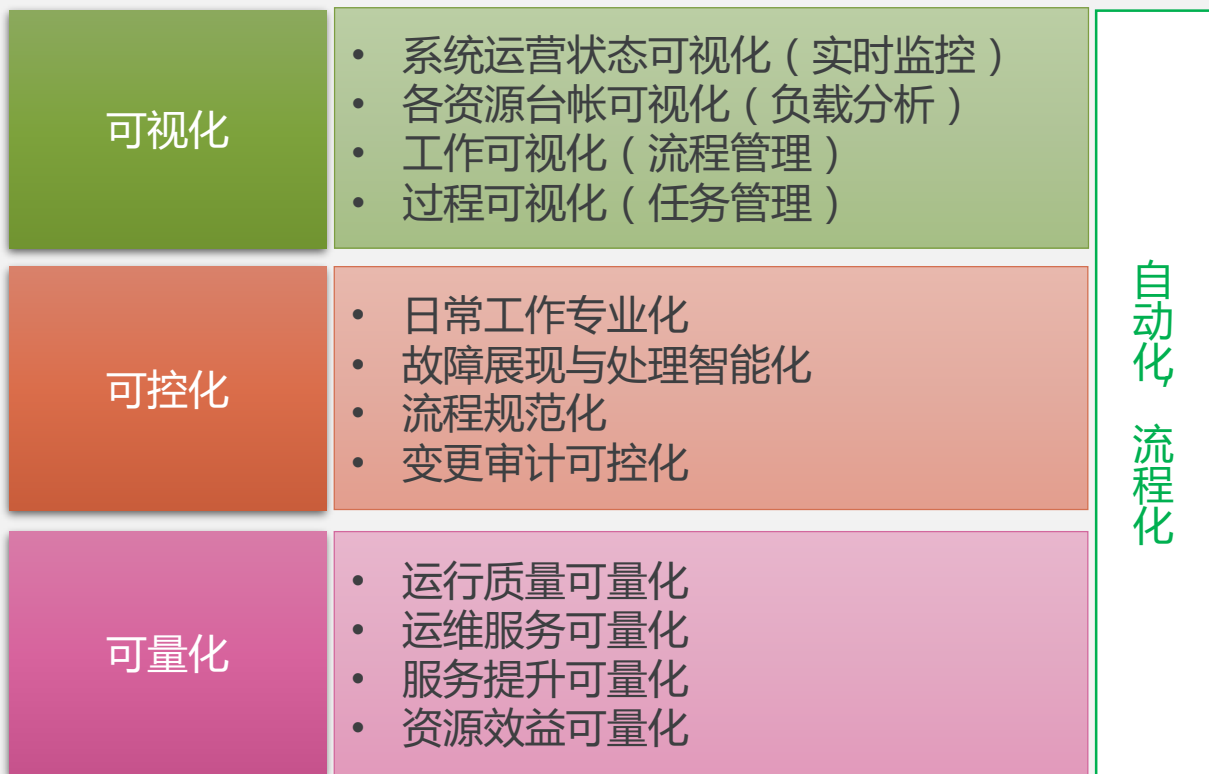 可视化
• 系统运营状态可视化（实时监控）
• 各资源台帐可视化（负载分析）
• 工作可视化（流程管理）
• 过程可视化（任务管理）
可控化
• 日常工作专业化
• 故障展现与处理智能化
• 流程规范化
• 变更审计可控化
可量化
• 运行质量可量化
• 运维服务可量化
• 服务提升可量化
• 资源效益可量化
自动化，流程化